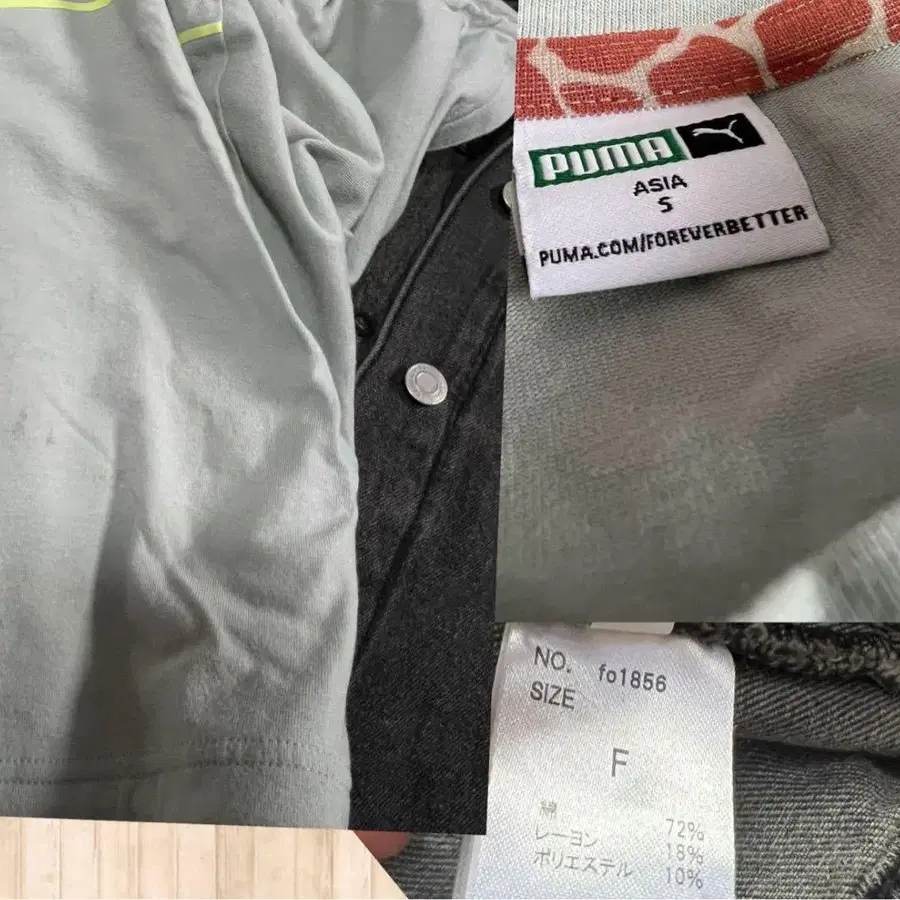 PUMA
ASIA
S
PUMA.COM/FOREVERBETTER
NO. fo1856
SIZE
F
綿 72%
レーヨン 18%
ポリエステル 10%